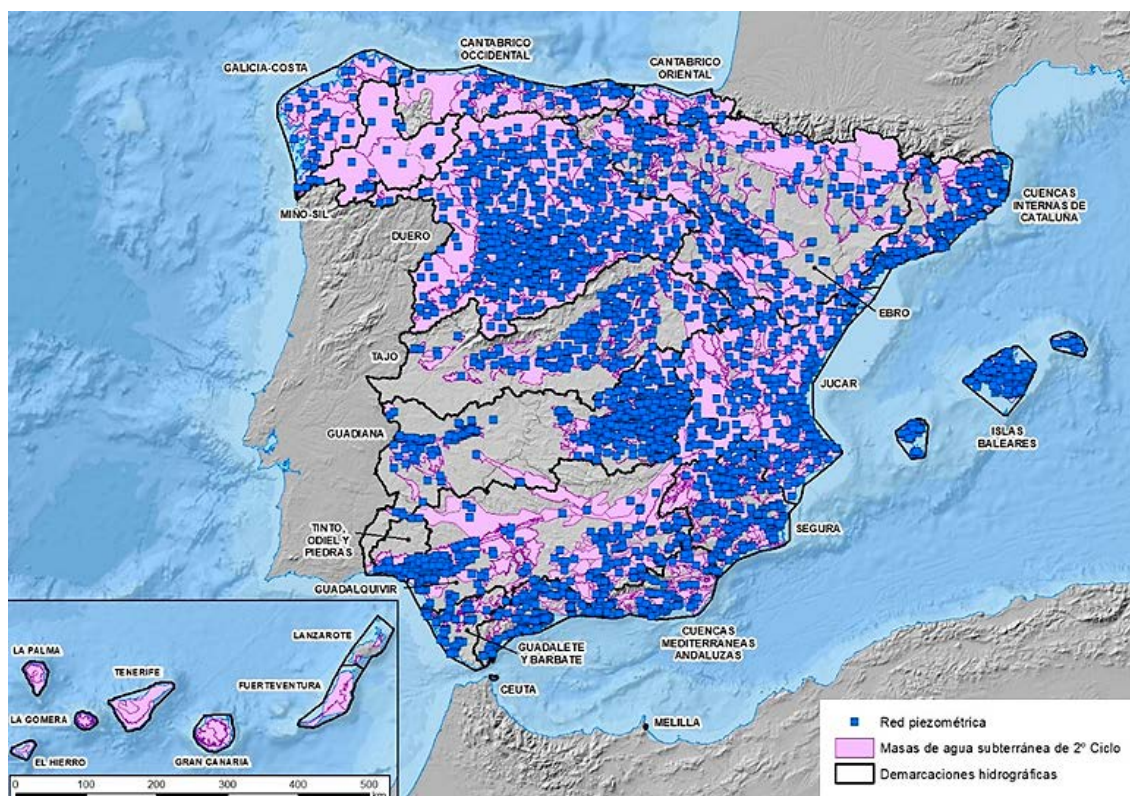 CANTABRICO
OCCIDENTAL
CANTABRICO
ORIENTAL
GALICIA-COSTA
CUENCAS
INTERNAS DE
CATALUÑA
MIÑO-SIL
DUERO
EBRO
TAJO
JUCAR
ISLAS
BALEARES
GUADIANA
SEGURA
TINTO,
ODIEL Y
PIEDRAS
GUADALQUIVIR
CUENCAS
MEDITERRÁNEAS
ANDALUZAS
GUADALETE
Y BARBATE
CEUTA
MELILLA
LANZAROTE
LA PALMA
TENERIFE
FUERTEVENTURA
LA GOMERA
EL HIERRO
GRAN CANARIA
0 100 200 300 400 500
km
Red piezométrica
Masas de agua subterránea de 2º Ciclo
Demarcaciones hidrográficas